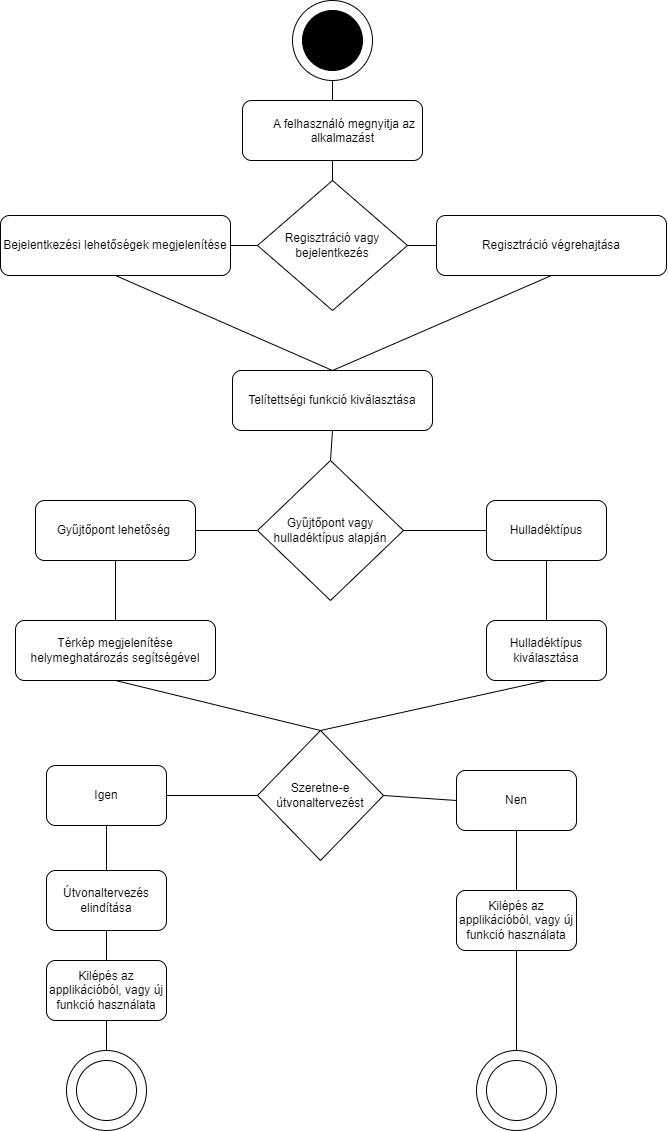 A felhasználó megnyitja az
alkalmazást
Bejelentkezési lehetőségek megjelenítése
Regisztráció vagy
bejelentkezés
Regisztráció végrehajtása
Telítettségi funkció kiválasztása
Gyűjtőpont lehetőség
Gyűjtőpont vagy
hulladéktípus alapján
Hulladéktípus
Térkép megjelenítése
helymeghatározás segítségével
Hulladéktípus
kiválasztása
Igen
Szeretne-e
útvonaltervezést
Nen
Útvonaltervezés
elindítása
Kilépés az
applikációból, vagy új
funkció használata
Kilépés az
applikációból, vagy új
funkció használata